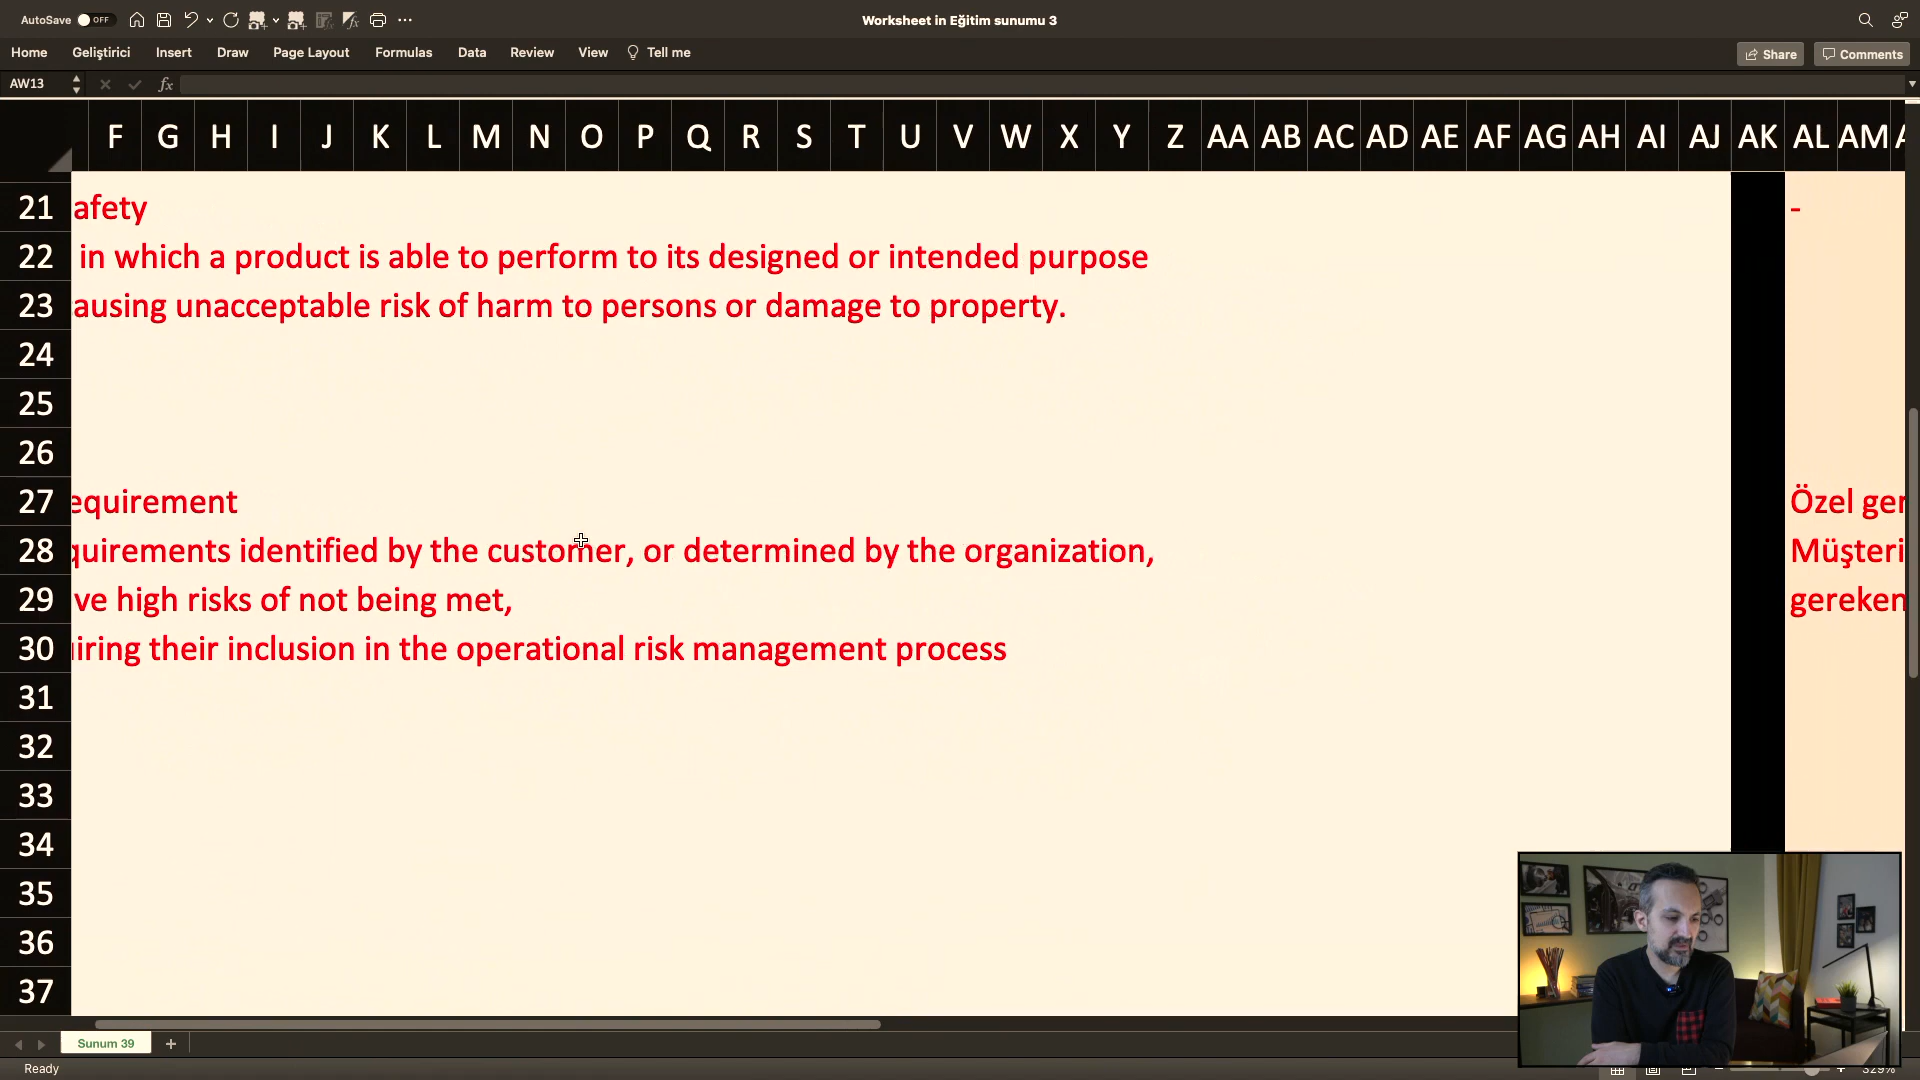 AutoSave OFF
Worksheet in Eğitim sunumu 3
Home Geliştirici Insert Draw Page Layout Formulas Data Review View Tell me
Share Comments
AW13 fx
F G H I J K L M N O P Q R S T U V W X Y Z AA AB AC AD AE AF AG AH AI AJ AK AL AM
21 afety -
22 in which a product is able to perform to its designed or intended purpose
23 ausing unacceptable risk of harm to persons or damage to property.
24
25
26
27 equirement Özel ger
28 quirements identified by the customer, or determined by the organization, Müşteri
29 ve high risks of not being met, gereken
30 iring their inclusion in the operational risk management process
31
32
33
34
35
36
37
Sunum 39
Ready 329%